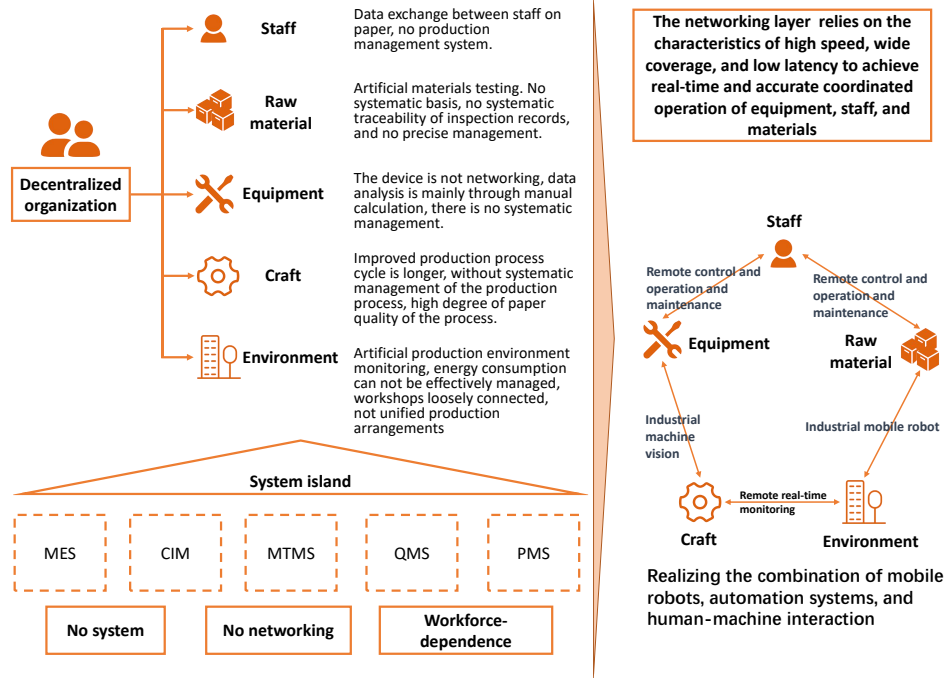 Staff
Data exchange between staff on
paper, no production
management system.
Raw
material
Artificial materials testing. No
systematic basis, no systematic
traceability of inspection records,
and no precise management.
Decentralized
organization
Equipment
The device is not networking, data
analysis is mainly through manual
calculation, there is no systematic
management.
Craft
Improved production process
cycle is longer, without systematic
management of the production
process, high degree of paper
quality of the process.
Environment
Artificial production environment
monitoring, energy consumption
can not be effectively managed,
workshops loosely connected,
not unified production
arrangements
System island
MES
CIM
MTMS
QMS
PMS
No system
No networking
Workforce-
dependence
The networking layer relies on the
characteristics of high speed, wide
coverage, and low latency to achieve
real-time and accurate coordinated
operation of equipment, staff, and
materials
Staff
Remote control and
operation and
maintenance
Remote control and
operation and
maintenance
Equipment
Raw
material
Industrial
machine
vision
Industrial mobile robot
Remote real-time
monitoring
Craft
Environment
Realizing the combination of mobile
robots, automation systems, and
human-machine interaction